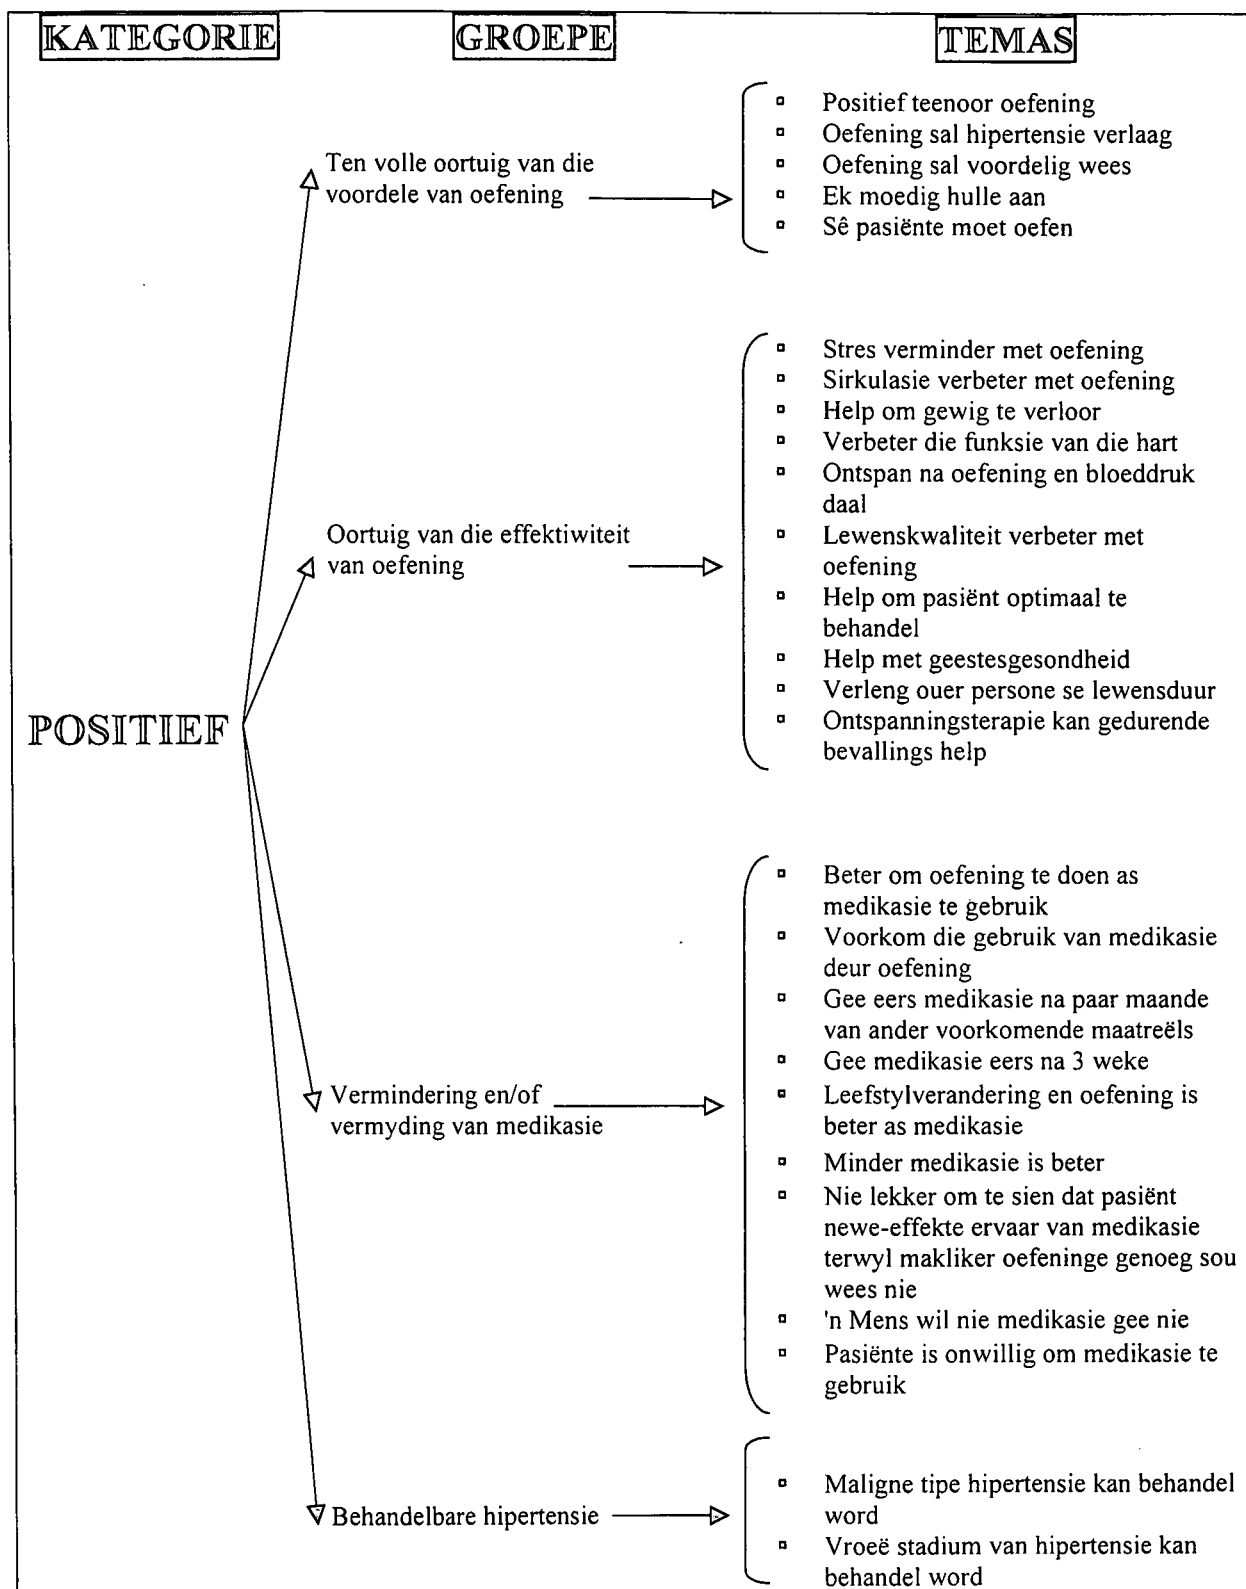 KATEGORIE
GROEPE
TEMAS
POSITIEF
Ten volle oortuig van die
voordele van oefening
▫ Positief teenoor oefening
▫ Oefening sal hipertensie verlaag
▫ Oefening sal voordelig wees
▫ Ek moedig hulle aan
▫ Sê pasiënte moet oefen
Oortuig van die effektiwiteit
van oefening
▫ Stres verminder met oefening
▫ Sirkulasie verbeter met oefening
▫ Help om gewig te verloor
▫ Verbeter die funksie van die hart
▫ Ontspan na oefening en bloeddruk
daal
▫ Lewenskwaliteit verbeter met
oefening
▫ Help om pasiënt optimaal te
behandel
▫ Help met geestesgesondheid
▫ Verleng ouer persone se lewensduur
▫ Ontspanningsterapie kan gedurende
bevallings help
Vermindering en/of
vermyding van medikasie
▫ Beter om oefening te doen as
medikasie te gebruik
▫ Voorkom die gebruik van medikasie
deur oefening
▫ Gee eers medikasie na paar maande
van ander voorkomende maatreëls
▫ Gee medikasie eers na 3 weke
▫ Leefstylverandering en oefening is
beter as medikasie
▫ Minder medikasie is beter
▫ Nie lekker om te sien dat pasiënt
newe-effekte ervaar van medikasie
terwyl makliker oefeninge genoeg sou
wees nie
▫ 'n Mens wil nie medikasie gee nie
▫ Pasiënte is onwillig om medikasie te
gebruik
Behandelbare hipertensie
▫ Maligne tipe hipertensie kan behandel
word
▫ Vroeë stadium van hipertensie kan
behandel word